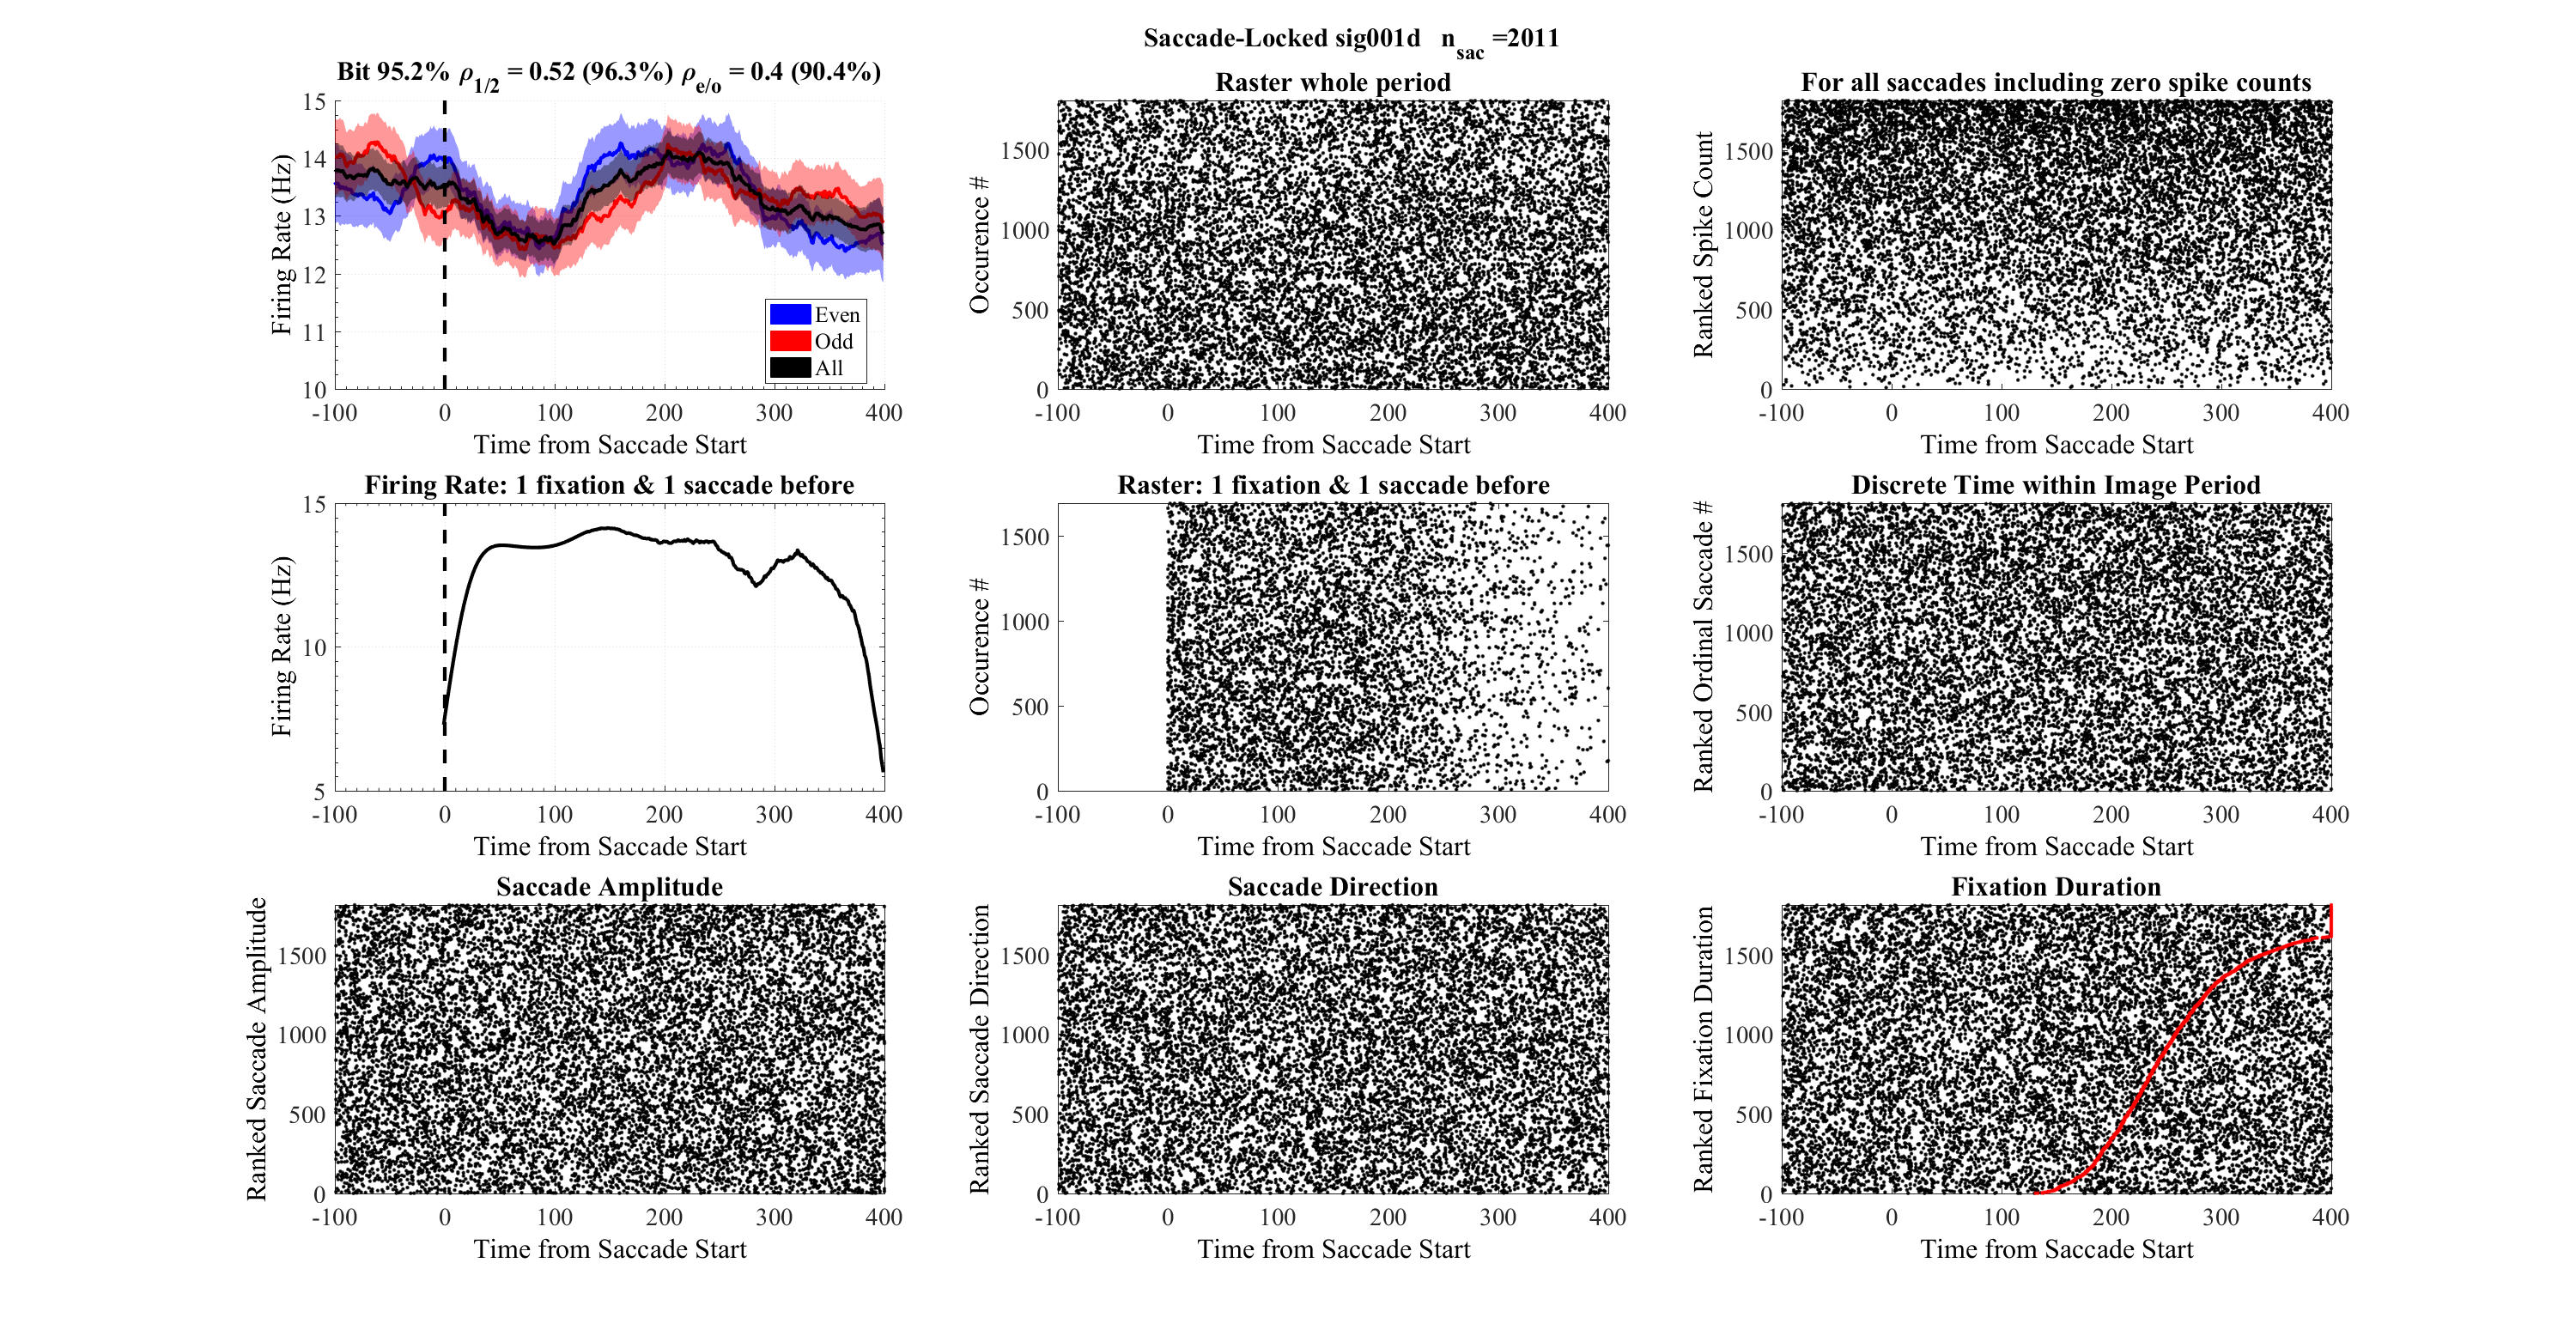 Saccade-Locked sig001d n_sac =2011
Bit 95.2% ρ_1/2 = 0.52 (96.3%) ρ_e/o = 0.4 (90.4%)
Firing Rate (Hz)
15
14
13
12
11
10
-100 0 100 200 300 400
Time from Saccade Start
Even
Odd
All
Raster whole period
Occurence #
1500
1000
500
0
-100 0 100 200 300 400
Time from Saccade Start
For all saccades including zero spike counts
Ranked Spike Count
1500
1000
500
0
-100 0 100 200 300 400
Time from Saccade Start
Firing Rate: 1 fixation & 1 saccade before
Firing Rate (Hz)
15
10
5
-100 0 100 200 300 400
Time from Saccade Start
Raster: 1 fixation & 1 saccade before
Occurence #
1500
1000
500
0
-100 0 100 200 300 400
Time from Saccade Start
Discrete Time within Image Period
Ranked Ordinal Saccade #
1500
1000
500
0
-100 0 100 200 300 400
Time from Saccade Start
Saccade Amplitude
Ranked Saccade Amplitude
1500
1000
500
0
-100 0 100 200 300 400
Time from Saccade Start
Saccade Direction
Ranked Saccade Direction
1500
1000
500
0
-100 0 100 200 300 400
Time from Saccade Start
Fixation Duration
Ranked Fixation Duration
1500
1000
500
0
-100 0 100 200 300 400
Time from Saccade Start